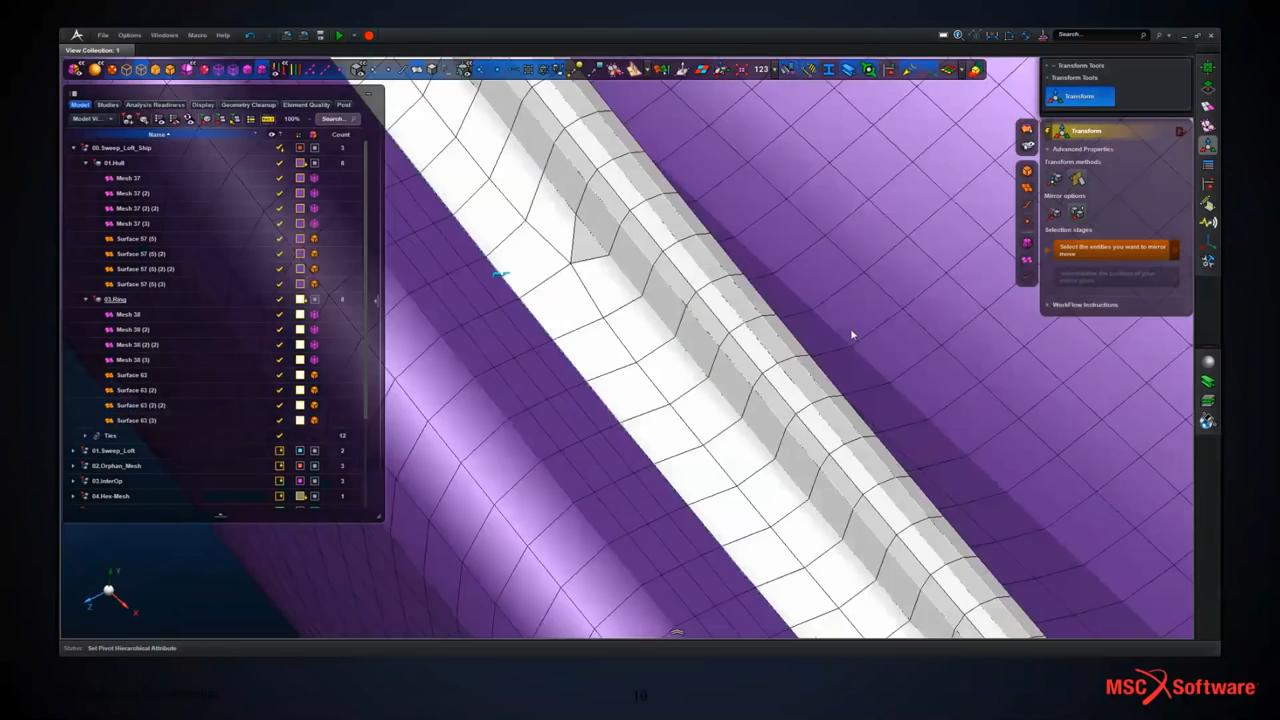 File Options Windows Macro Help
Search...
View Collection: 1
123
Model Studies Analysis Readiness Display Geometry Cleanup Element Quality Post
Model Vi... 100% Search...
Name Count
00.Sweep_Loft_Ship 3
01.Hull 8
Mesh 37
Mesh 37 (2)
Mesh 37 (2) (2)
Mesh 37 (3)
Surface 57 (5)
Surface 57 (5) (2)
Surface 57 (5) (2) (2)
Surface 57 (5) (3)
03.Ring 8
Mesh 38
Mesh 38 (2)
Mesh 38 (2) (2)
Mesh 38 (3)
Surface 63
Surface 63 (2)
Surface 63 (2) (2)
Surface 63 (3)
Ties 12
01.Sweep_Loft 2
02.Orphan_Mesh 3
03.InterOp 3
04.Hex-Mesh 1
Transform Tools
Transform Tools
Transform
Transform
Advanced Properties
Transform methods
Mirror options
Selection stages
Select the entities you want to mirror
move
WorkFlow Instructions
Y
Z
X
Status: Set Pivot Hierarchical Attribute
10
MSC Software